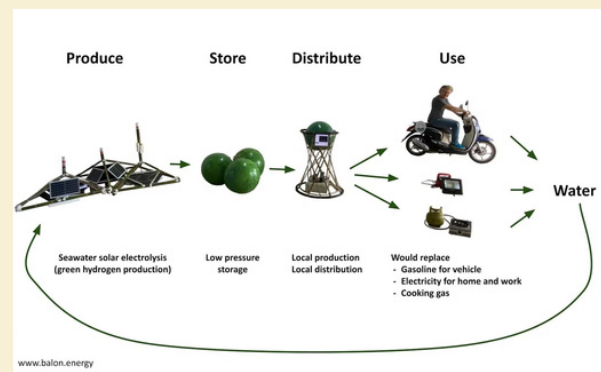 Produce
Store
Distribute
Use
Water
Seawater solar electrolysis
(green hydrogen production)
Low pressure
storage
Local production
Local distribution
Would replace
- Gasoline for vehicle
- Electricity for home and work
- Cooking gas
www.balon.energy